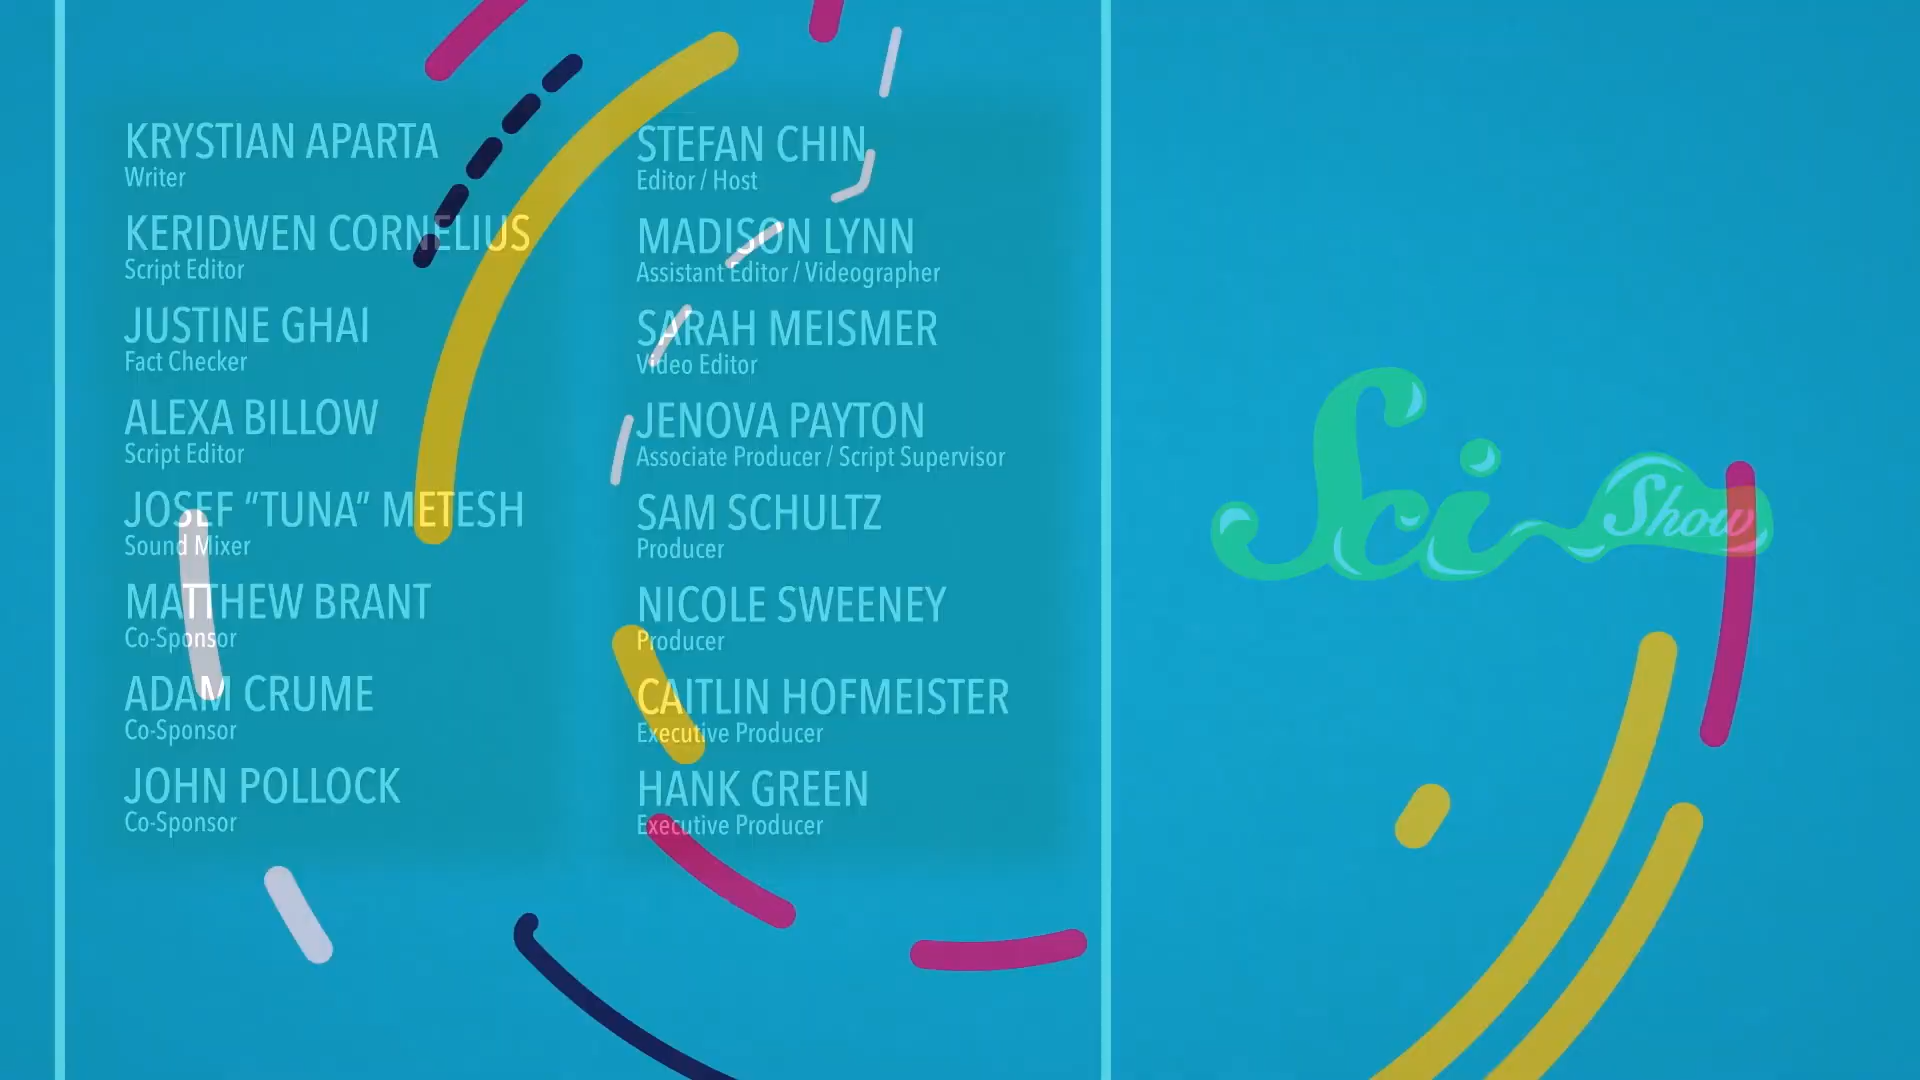 KRYSTIAN APARTA
Writer
KERIDWEN CORNELIUS
Script Editor
JUSTINE GHAI
Fact Checker
ALEXA BILLOW
Script Editor
JOSEF “TUNA” METESH
Sound Mixer
MATTHEW BRANT
Co-Sponsor
ADAM CRUME
Co-Sponsor
JOHN POLLOCK
Co-Sponsor
STEFAN CHIN
Editor / Host
MADISON LYNN
Assistant Editor / Videographer
SARAH MEISMER
Video Editor
JENOVA PAYTON
Associate Producer / Script Supervisor
SAM SCHULTZ
Producer
NICOLE SWEENEY
Producer
CAITLIN HOFMEISTER
Executive Producer
HANK GREEN
Executive Producer
Sci Show